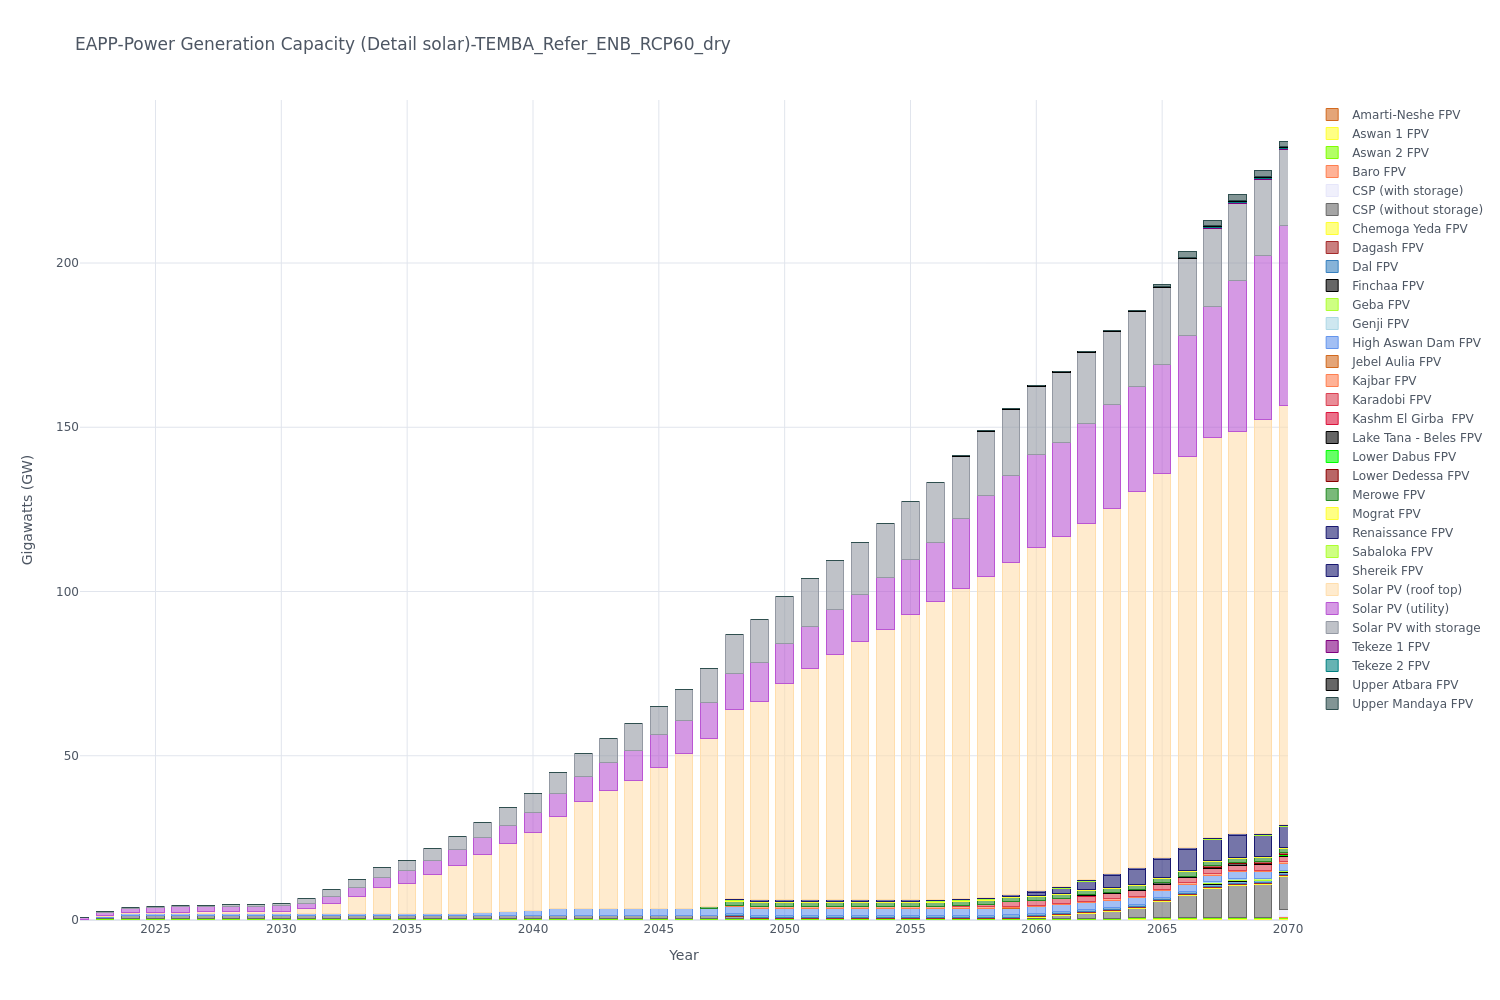 EAPP-Power Generation Capacity (Detail solar)-TEMBA_Refer_ENB_RCP60_dry
Gigawatts (GW)
200
150
100
50
0
2025
2030
2035
2040
2045
2050
2055
2060
2065
2070
Year
Amarti-Neshe FPV
Aswan 1 FPV
Aswan 2 FPV
Baro FPV
CSP (with storage)
CSP (without storage)
Chemoga Yeda FPV
Dagash FPV
Dal FPV
Finchaa FPV
Geba FPV
Genji FPV
High Aswan Dam FPV
Jebel Aulia FPV
Kajbar FPV
Karadobi FPV
Kashm El Girba  FPV
Lake Tana - Beles FPV
Lower Dabus FPV
Lower Dedessa FPV
Merowe FPV
Mograt FPV
Renaissance FPV
Sabaloka FPV
Shereik FPV
Solar PV (roof top)
Solar PV (utility)
Solar PV with storage
Tekeze 1 FPV
Tekeze 2 FPV
Upper Atbara FPV
Upper Mandaya FPV